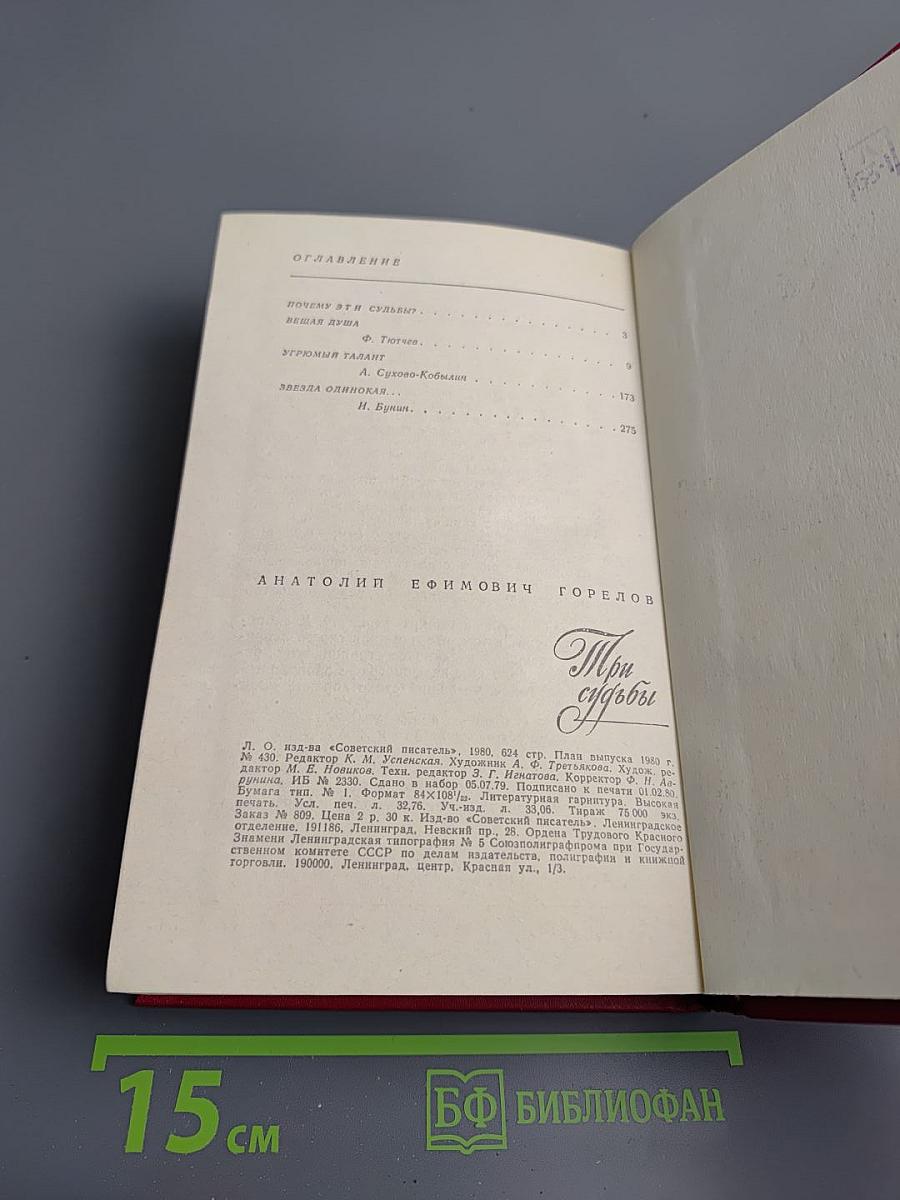 ОГЛАВЛЕНИЕ
ПОЧЕМУ ЭТИ СУДЬБЫ? . . . . . . . . . . . . . . 3
ВЕЩАЯ ДУША
Ф. Тютчев. . . . . . . . . . . . . . . 9
УГРЮМЫЙ ТАЛАНТ
А. Сухово-Кобылин . . . . . . . . . . . 173
ЗВЕЗДА ОДИНОКАЯ...
И. Бунин. . . . . . . . . . . . . . . . 275
АНАТОЛИЙ ЕФИМОВИЧ ГОРЕЛОВ
Три
судьбы
Л. О. изд-ва «Советский писатель», 1980, 624 стр. План выпуска 1980 г.
№ 430. Редактор К. М. Успенская. Художник А. Ф. Третьякова. Худож. ре-
дактор М. Е. Новиков. Техн. редактор З. Г. Игнатова. Корректор Ф. Н. Ав-
рунина. ИБ № 2330. Сдано в набор 05.07.79. Подписано к печати 01.02.80.
Бумага тип. № 1. Формат 84×108¹/₃₂. Литературная гарнитура. Высокая
печать. Усл. печ. л. 32,76. Уч.-изд. л. 33,06. Тираж 75 000 экз.
Заказ № 809. Цена 2 р. 30 к. Изд-во «Советский писатель». Ленинградское
отделение. 191186, Ленинград, Невский пр., 28. Ордена Трудового Красного
Знамени Ленинградская типография № 5 Союзполиграфпрома при Государ-
ственном комитете СССР по делам издательств, полиграфии и книжной
торговли. 190000, Ленинград, центр, Красная ул., 1/3.
15 см
БФ БИБЛИОФАН